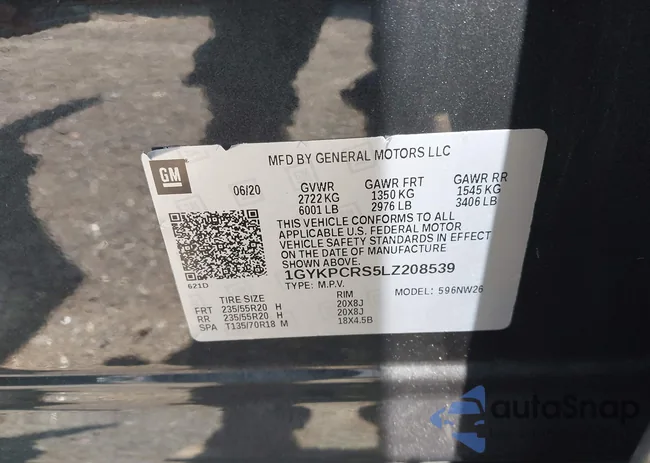 MFD BY GENERAL MOTORS LLC
GM
06/20
GVWR GAWR FRT GAWR RR
2722 KG 1350 KG 1545 KG
6001 LB 2976 LB 3406 LB
THIS VEHICLE CONFORMS TO ALL
APPLICABLE U.S. FEDERAL MOTOR
VEHICLE SAFETY STANDARDS IN EFFECT
ON THE DATE OF MANUFACTURE
SHOWN ABOVE.
1GYKPCRS5LZ208539
621D
TYPE: M.P.V. MODEL: 596NW26
TIRE SIZE RIM
FRT 235/55R20 H 20X8J
RR 235/55R20 H 20X8J
SPA T135/70R18 M 18X4.5B
autoSnap